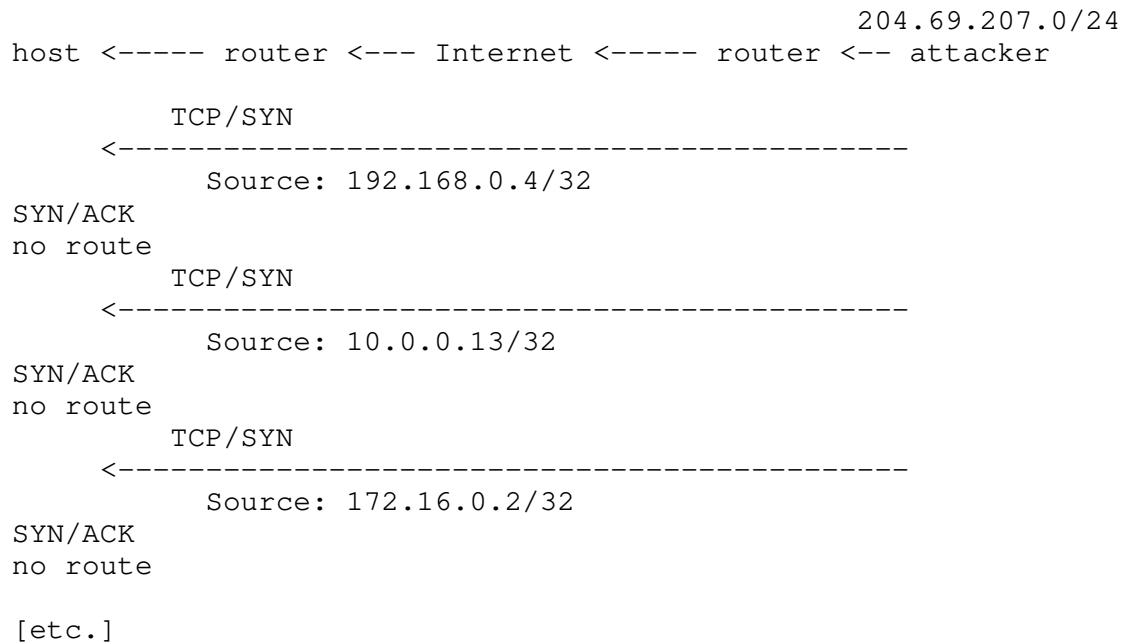 204.69.207.0/24
host <----- router <--- Internet <----- router <-- attacker
TCP/SYN
<---------------------------------------------
Source: 192.168.0.4/32
SYN/ACK
no route
TCP/SYN
<---------------------------------------------
Source: 10.0.0.13/32
SYN/ACK
no route
TCP/SYN
<---------------------------------------------
Source: 172.16.0.2/32
SYN/ACK
no route
[etc.]